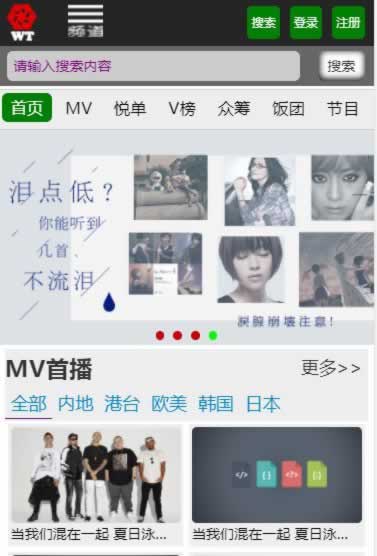 WT
频道
搜索 登录 注册
请输入搜索内容
搜索
首页 MV 悦单 V榜 众筹 饭团 节目
泪点低？
你能听到
几首、
不流泪
泪腺崩坏注意！
MV首播 更多>>
全部 内地 港台 欧美 韩国 日本
</> { } </> { }
当我们混在一起 夏日泳... 当我们混在一起 夏日泳...